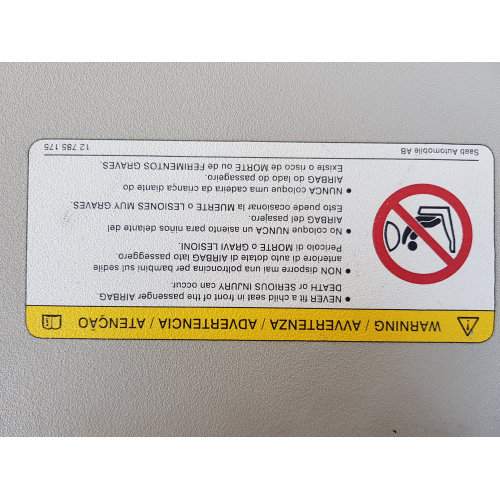 WARNING / AVVERTENZA / ADVERTENCIA / ATENÇÃO
• NEVER fit a child seat in front of the passenger AIRBAG
DEATH or SERIOUS INJURY can occur.
• NON disporre mai una poltroncina per bambini sul sedile
anteriore di auto dotate di AIRBAG lato passeggero
Pericolo di MORTE o GRAVI LESIONI.
• No coloque NUNCA un asiento para niños delante del
AIRBAG del pasajero.
Esto puede ocasionar la MUERTE o LESIONES MUY GRAVES.
• NUNCA coloque uma cadeira da criança diante do
AIRBAG do lado do passageiro.
Existe o risco de MORTE ou de FERIMENTOS GRAVES.
Saab Automobile AB 12 785 175